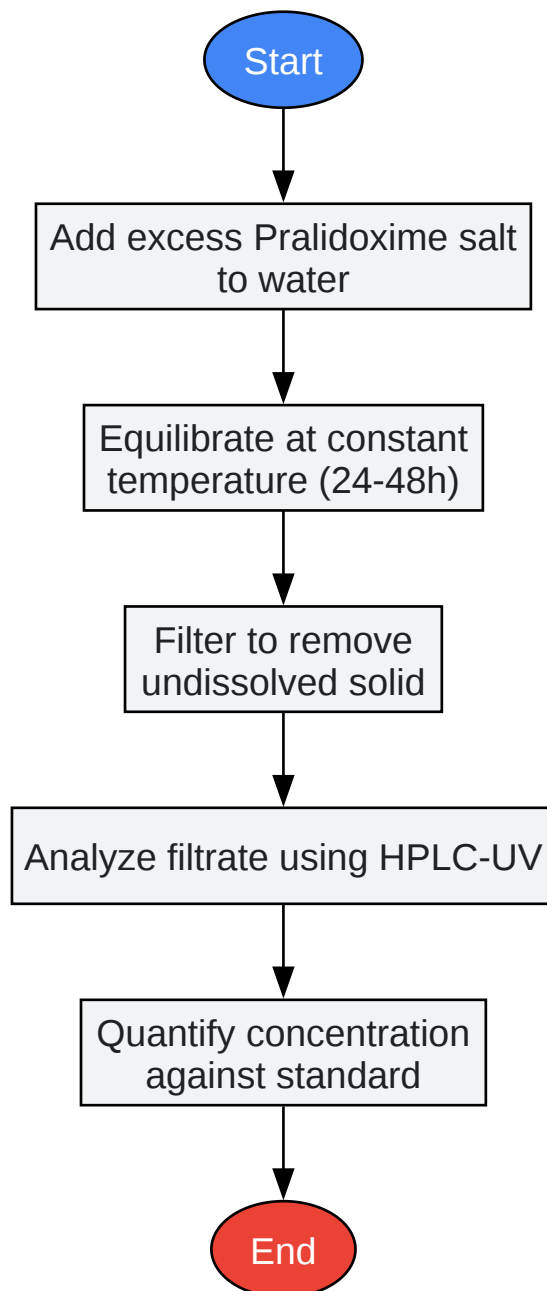 Start
Add excess Pralidoxime salt
to water
Equilibrate at constant
temperature (24-48h)
Filter to remove
undissolved solid
Analyze filtrate using HPLC-UV
Quantify concentration
against standard
End